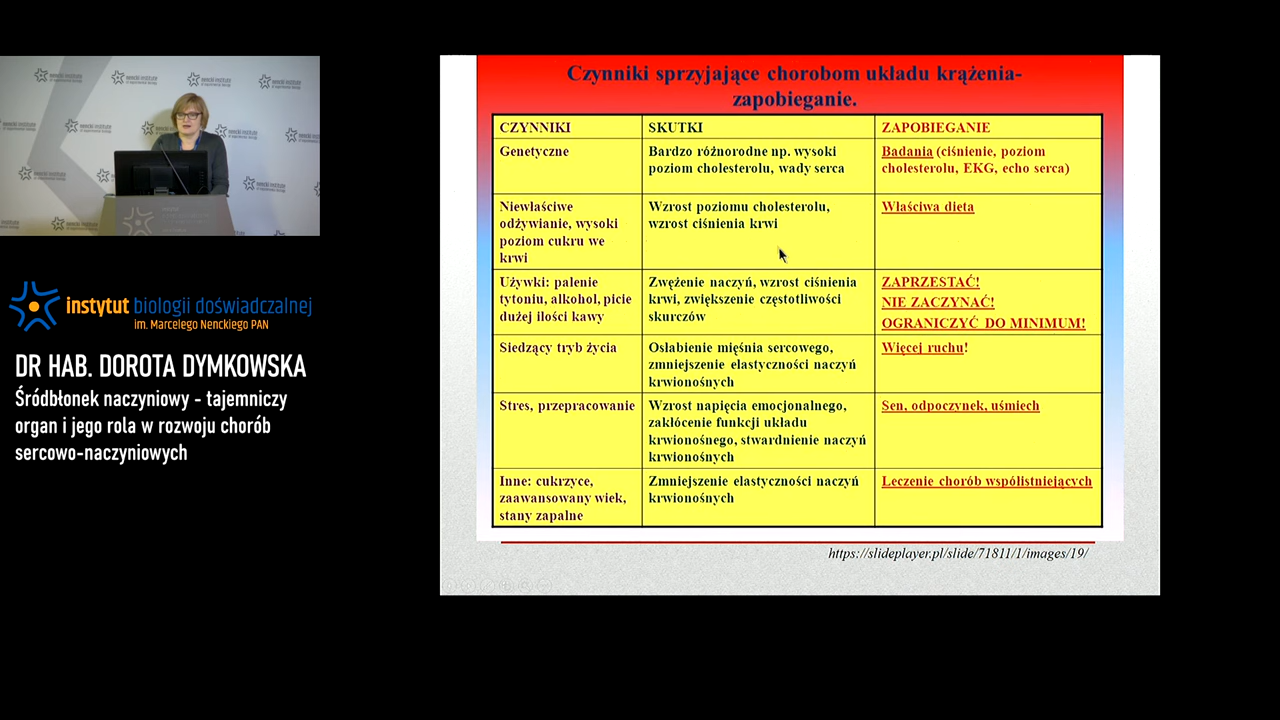 Czynniki sprzyjające chorobom układu krążenia-
zapobieganie.
CZYNNIKI
SKUTKI
ZAPOBIEGANIE
Genetyczne
Bardzo różnorodne np. wysoki
poziom cholesterolu, wady serca
Badania (ciśnienie, poziom
cholesterolu, EKG, echo serca)
Niewłaściwe
odżywianie, wysoki
poziom cukru we
krwi
Wzrost poziomu cholesterolu,
wzrost ciśnienia krwi
Właściwa dieta
Używki: palenie
tytoniu, alkohol, picie
dużej ilości kawy
Zwężenie naczyń, wzrost ciśnienia
krwi, zwiększenie częstotliwości
skurczów
ZAPRZESTAĆ!
NIE ZACZYNAĆ!
OGRANICZYĆ DO MINIMUM!
Siedzący tryb życia
Osłabienie mięśnia sercowego,
zmniejszenie elastyczności naczyń
krwionośnych
Więcej ruchu!
Stres, przepracowanie
Wzrost napięcia emocjonalnego,
zakłócenie funkcji układu
krwionośnego, stwardnienie naczyń
krwionośnych
Sen, odpoczynek, uśmiech
Inne: cukrzyce,
zaawansowany wiek,
stany zapalne
Zmniejszenie elastyczności naczyń
krwionośnych
Leczenie chorób współistniejących
https://slideplayer.pl/slide/71811/1/images/19/
instytut biologii doświadczalnej
im. Marcelego Nenckiego PAN
DR HAB. DOROTA DYMKOWSKA
Śródbłonek naczyniowy - tajemniczy
organ i jego rola w rozwoju chorób
sercowo-naczyniowych